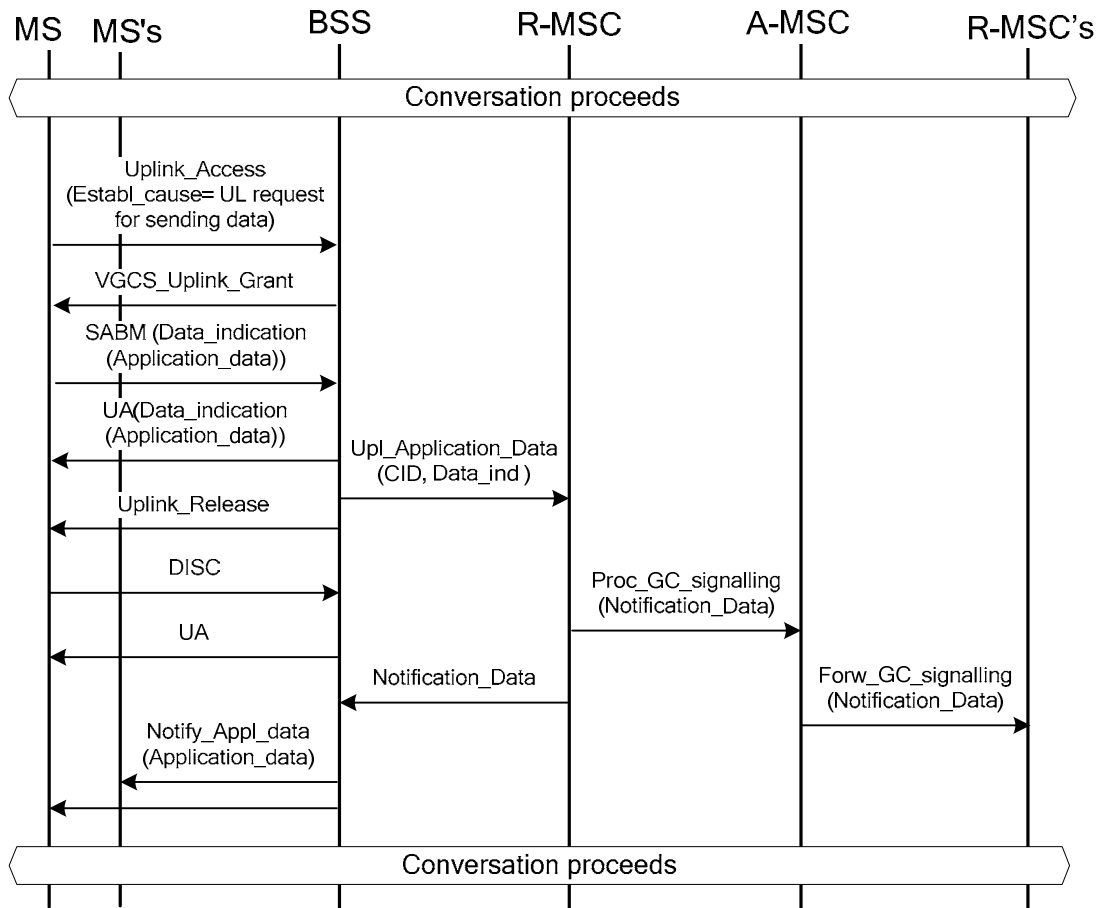 MS MS's BSS R-MSC A-MSC R-MSC's
Conversation proceeds
Uplink_Access
(Establ_cause= UL request
for sending data)
VGCS_Uplink_Grant
SABM (Data_indication
(Application_data))
UA(Data_indication
(Application_data))
Upl_Application_Data
(CID, Data_ind )
Uplink_Release
DISC
Proc_GC_signalling
(Notification_Data)
UA
Notification_Data
Forw_GC_signalling
(Notification_Data)
Notify_Appl_data
(Application_data)
Conversation proceeds